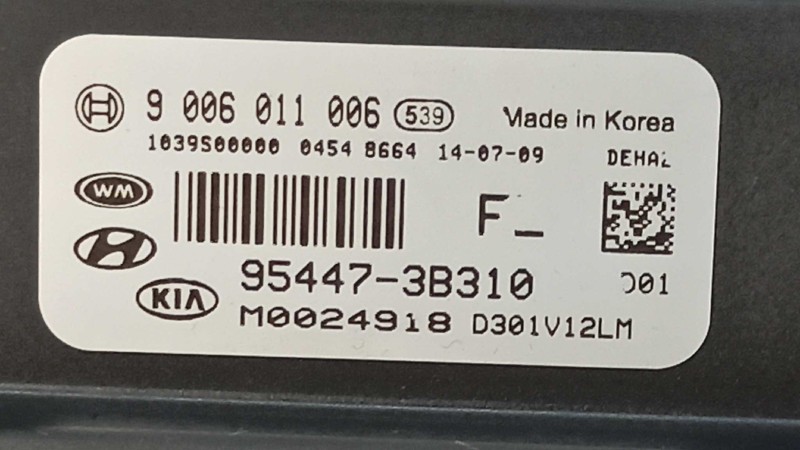 9 006 011 006 539 Made in Korea
1039S00000 0454 8664 14-07-09 DEHAL
WM
F_
95447-3B310 001
KIA
M0024918 D301V12LM